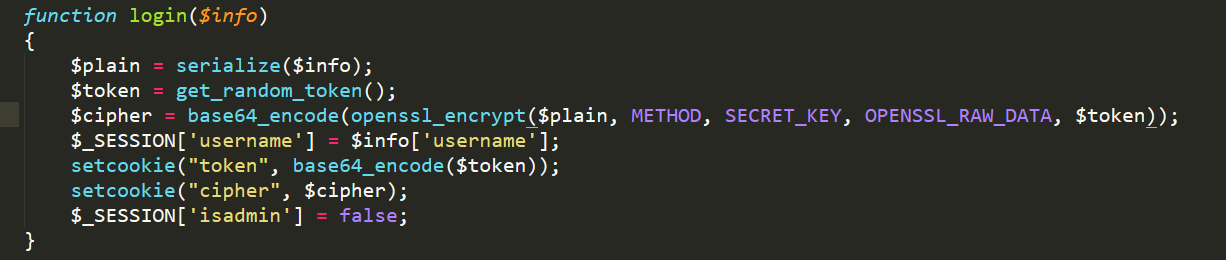 function login($info)
{
    $plain = serialize($info);
    $token = get_random_token();
    $cipher = base64_encode(openssl_encrypt($plain, METHOD, SECRET_KEY, OPENSSL_RAW_DATA, $token));
    $_SESSION['username'] = $info['username'];
    setcookie("token", base64_encode($token));
    setcookie("cipher", $cipher);
    $_SESSION['isadmin'] = false;
}